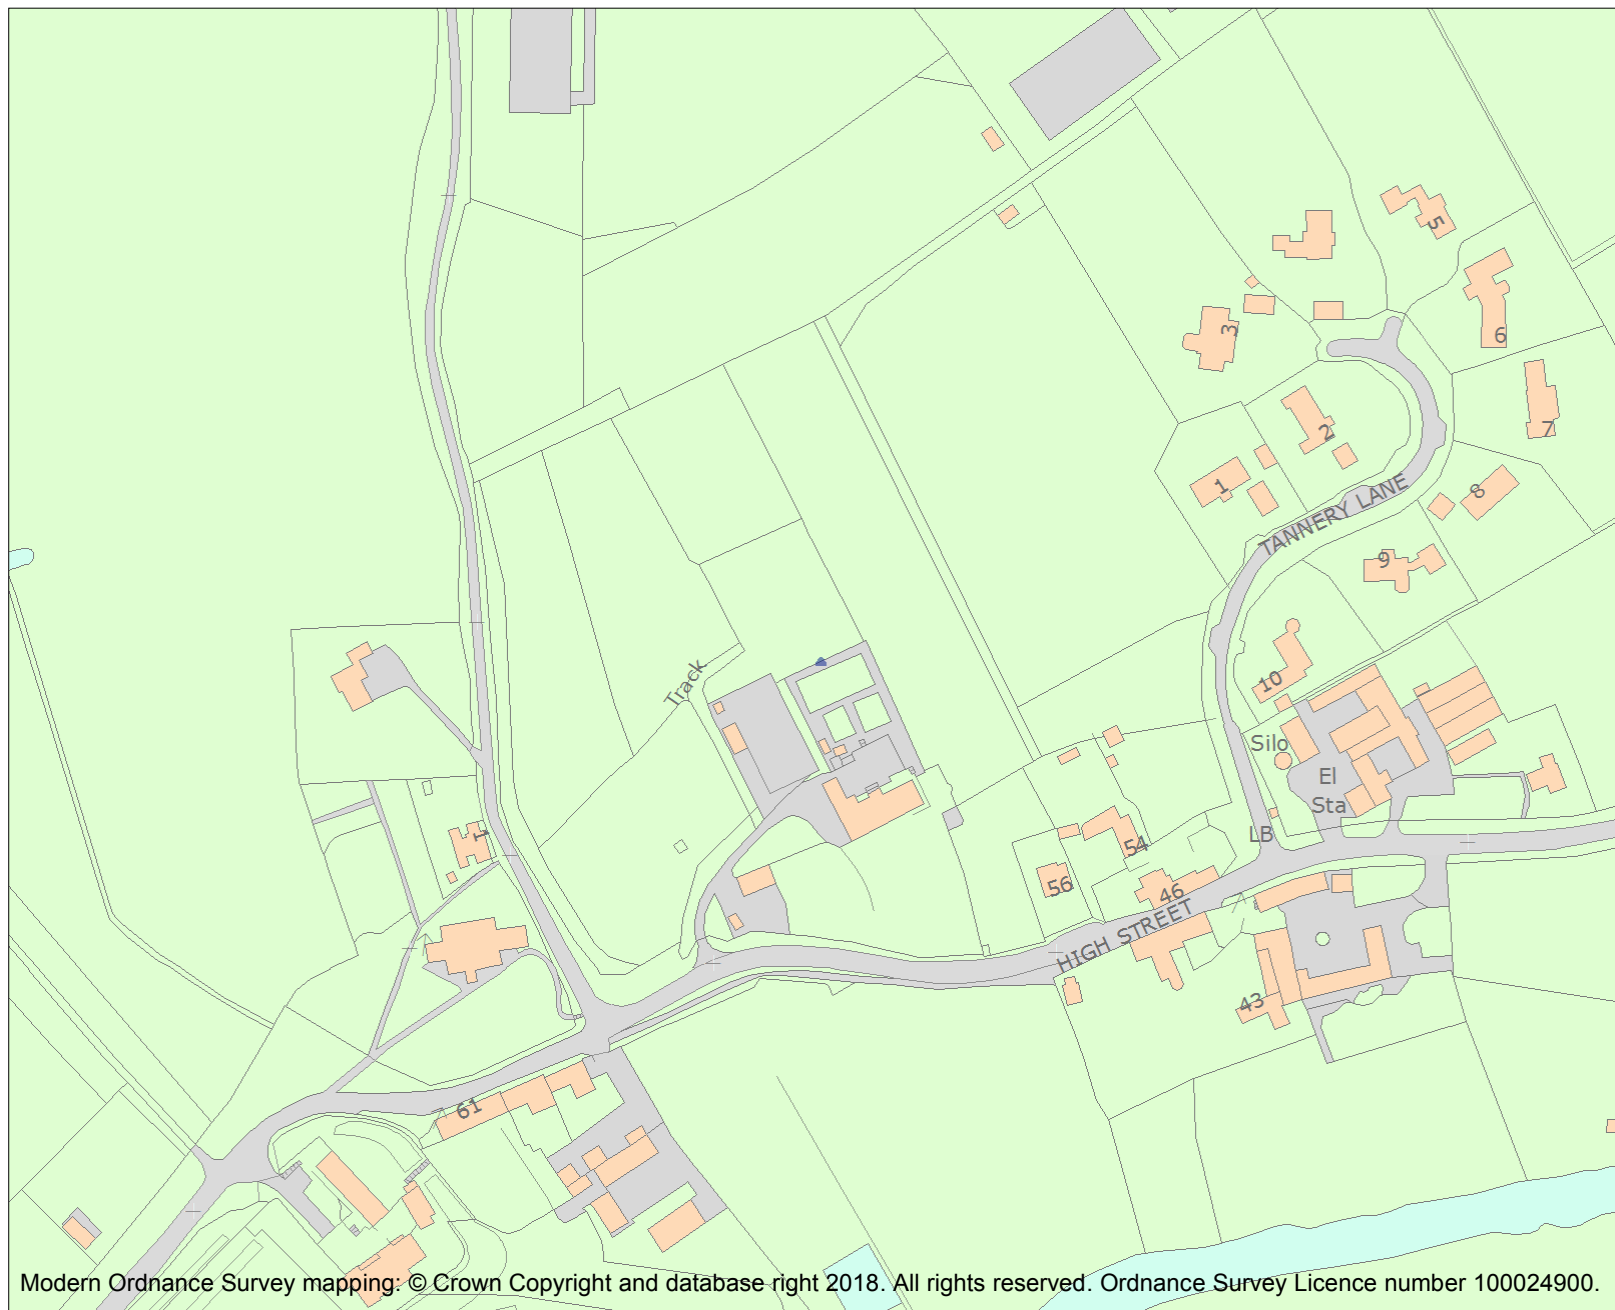 5
3
6
2
7
1
8
TANNERY LANE
9
10
Track
Silo
El
Sta
LB
1
54
56
46
HIGH STREET
43
61
Modern Ordnance Survey mapping: © Crown Copyright and database right 2018. All rights reserved. Ordnance Survey Licence number 100024900.